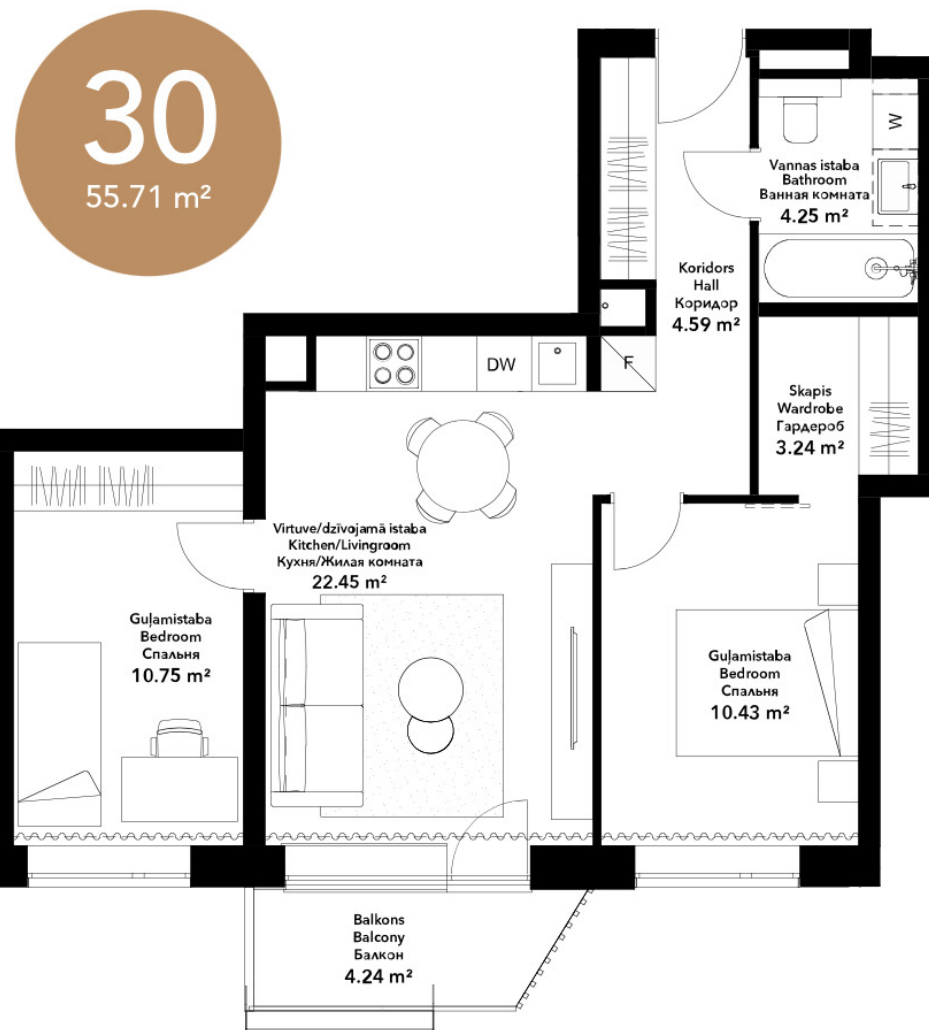 30
55.71 m²
W
Vannas istaba
Bathroom
Ванная комната
4.25 m²
Koridors
Hall
Коридор
4.59 m²
DW
F
Skapis
Wardrobe
Гардероб
3.24 m²
Virtuve/dzīvojamā istaba
Kitchen/Livingroom
Кухня/Жилая комната
22.45 m²
Guļamistaba
Bedroom
Спальня
10.75 m²
Guļamistaba
Bedroom
Спальня
10.43 m²
Balkons
Balcony
Балкон
4.24 m²